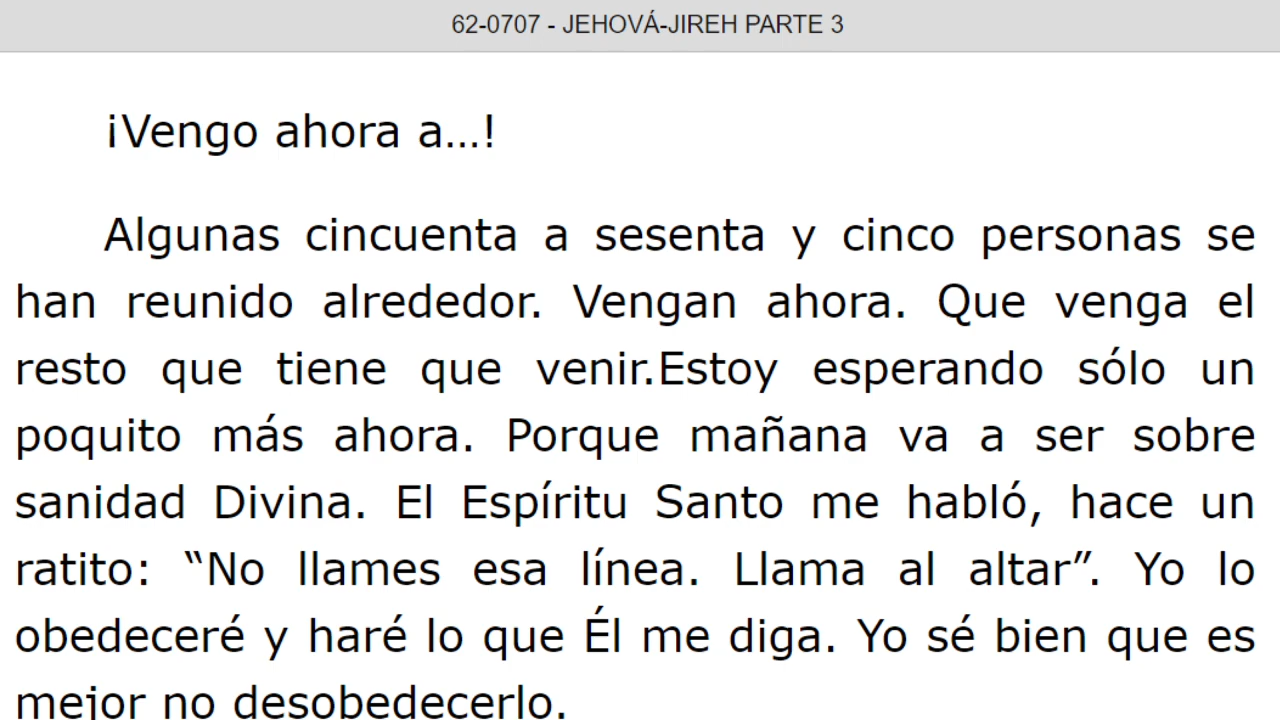 62-0707 - JEHOVÁ-JIREH PARTE 3
¡Vengo ahora a...!
Algunas cincuenta a sesenta y cinco personas se
han reunido alrededor. Vengan ahora. Que venga el
resto que tiene que venir.Estoy esperando sólo un
poquito más ahora. Porque mañana va a ser sobre
sanidad Divina. El Espíritu Santo me habló, hace un
ratito: “No llames esa línea. Llama al altar”. Yo lo
obedeceré y haré lo que Él me diga. Yo sé bien que es
mejor no desobedecerlo.